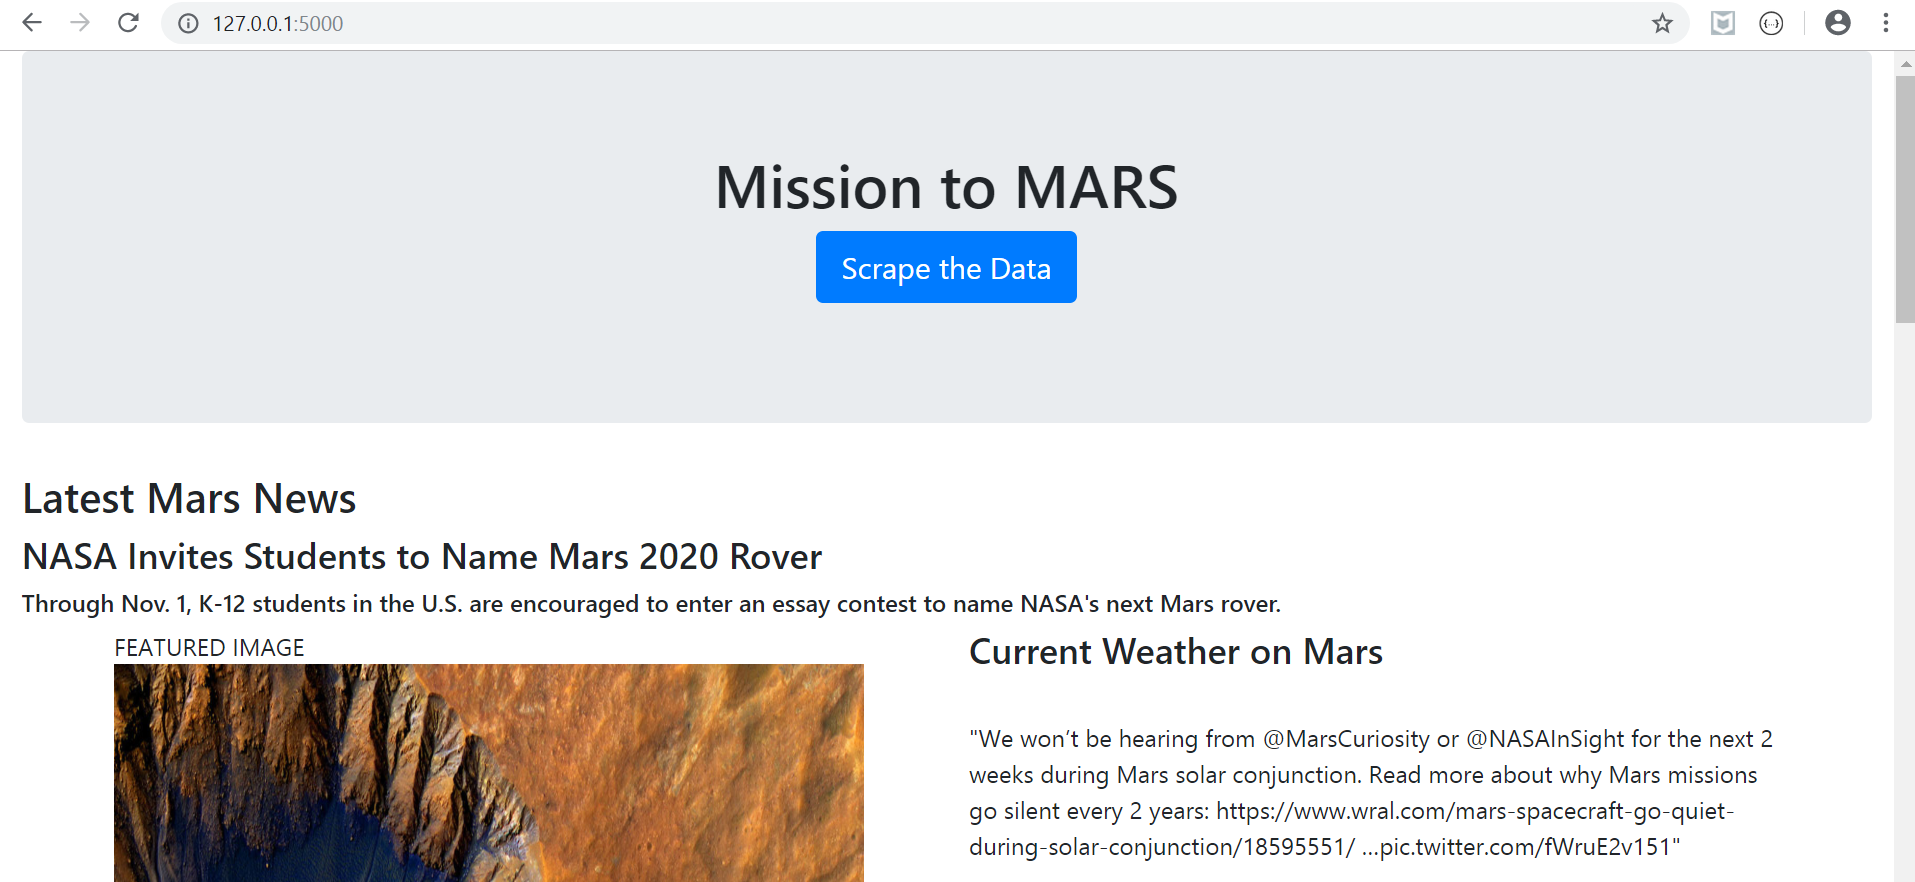 127.0.0.1:5000
Mission to MARS
Scrape the Data
Latest Mars News
NASA Invites Students to Name Mars 2020 Rover
Through Nov. 1, K-12 students in the U.S. are encouraged to enter an essay contest to name NASA's next Mars rover.
FEATURED IMAGE
Current Weather on Mars
"We won’t be hearing from @MarsCuriosity or @NASAInSight for the next 2
weeks during Mars solar conjunction. Read more about why Mars missions
go silent every 2 years: https://www.wral.com/mars-spacecraft-go-quiet-
during-solar-conjunction/18595551/ …pic.twitter.com/fWruE2v151"